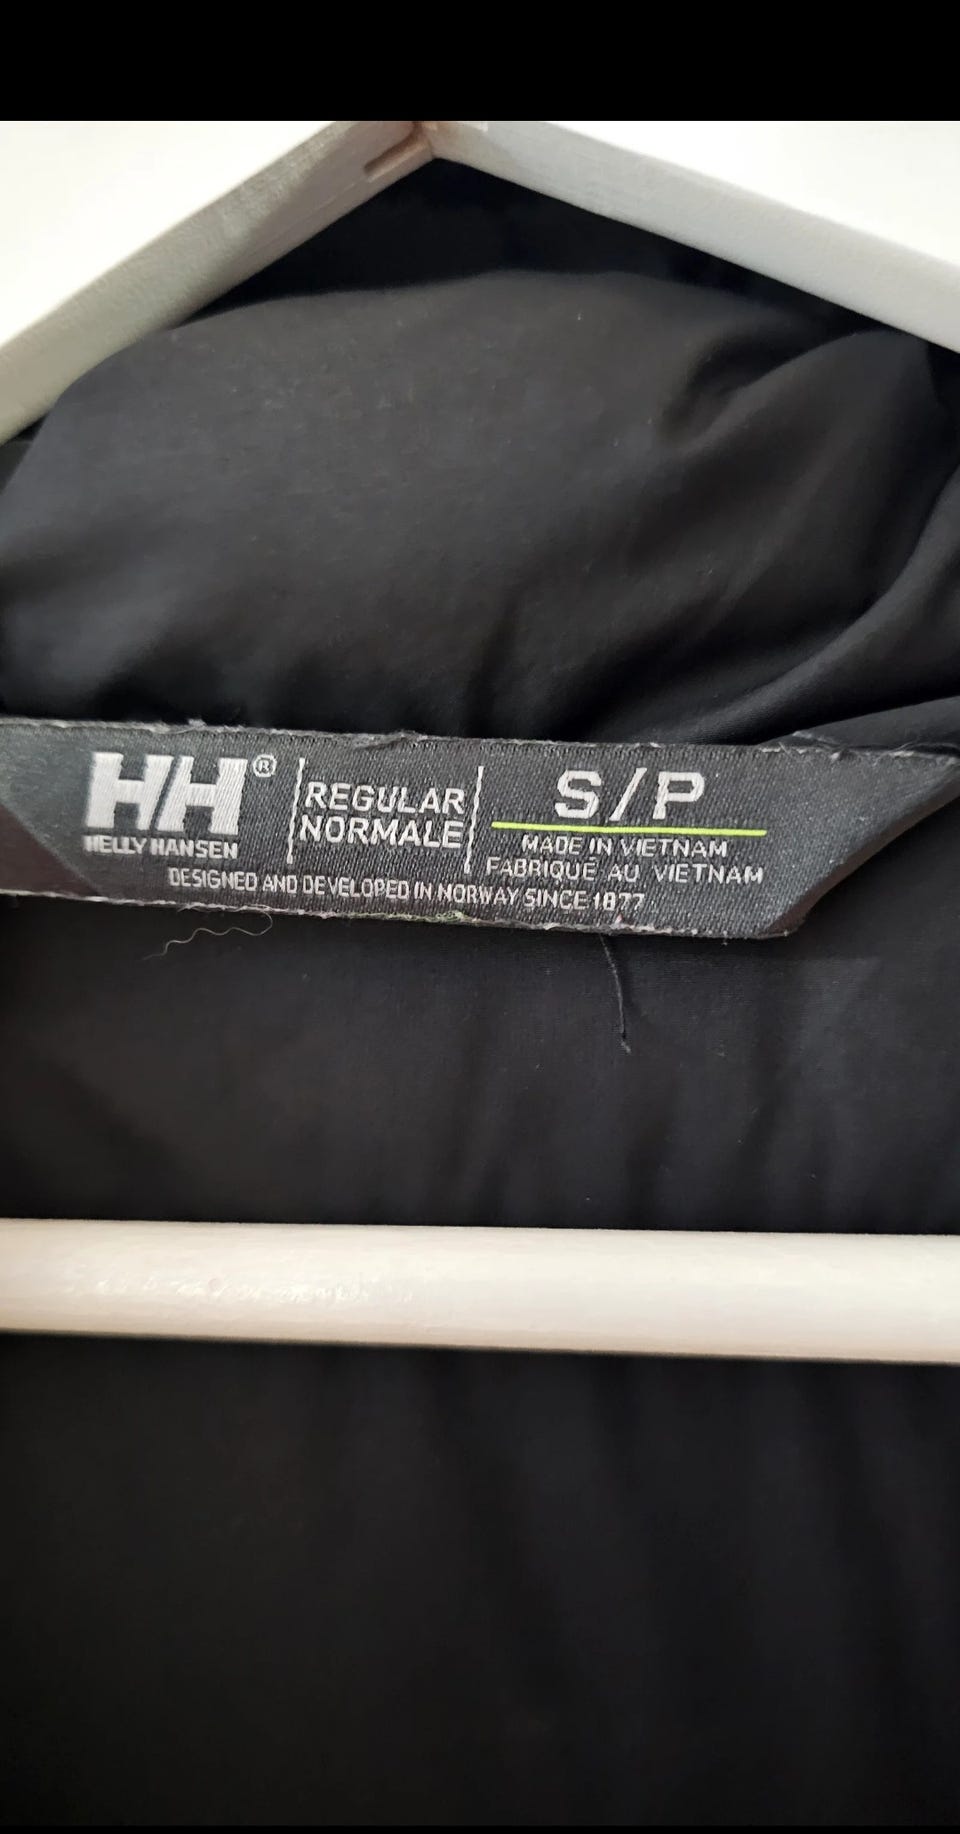 HH®
HELLY HANSEN
REGULAR
NORMALE
S/P
MADE IN VIETNAM
FABRIQUÉ AU VIETNAM
DESIGNED AND DEVELOPED IN NORWAY SINCE 1877